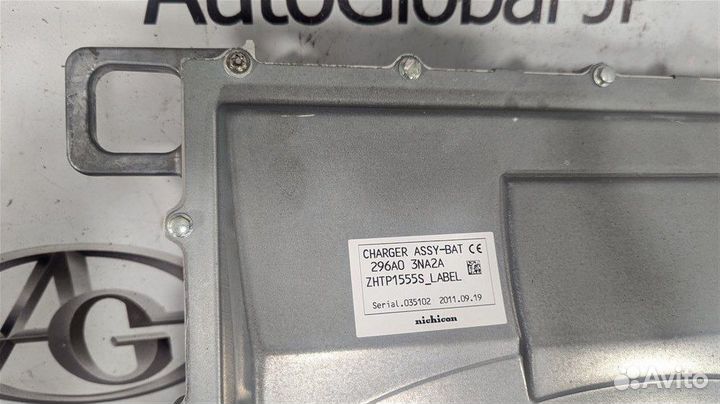 AutoGlobal JP
CHARGER ASSY-BAT CE
296A0 3NA2A
ZHTP1555S_LABEL
Serial.035102 2011.09.19
nichicon
AG
Avito